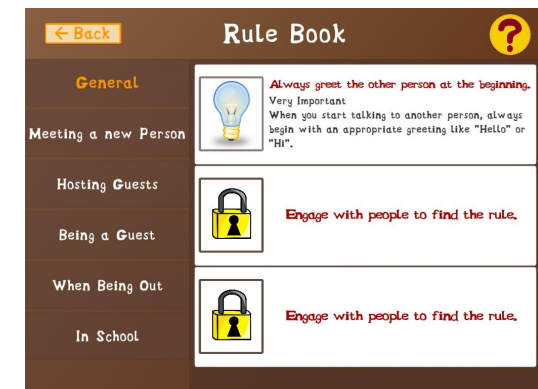 ← Back
Rule Book
?
General
Meeting a new Person
Hosting Guests
Being a Guest
When Being Out
In School
Always greet the other person at the beginning.
Very Important
When you start talking to another person, always
begin with an appropriate greeting like "Hello" or
"Hi".
Engage with people to find the rule.
Engage with people to find the rule.